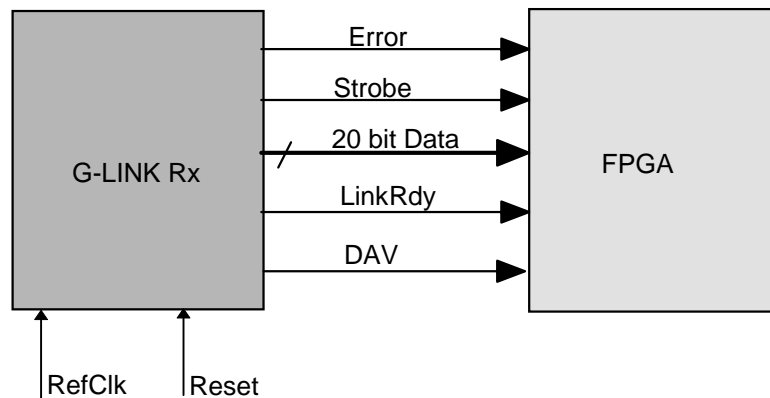 Error
Strobe
20 bit Data
G-LINK Rx
FPGA
LinkRdy
DAV
RefClk
Reset